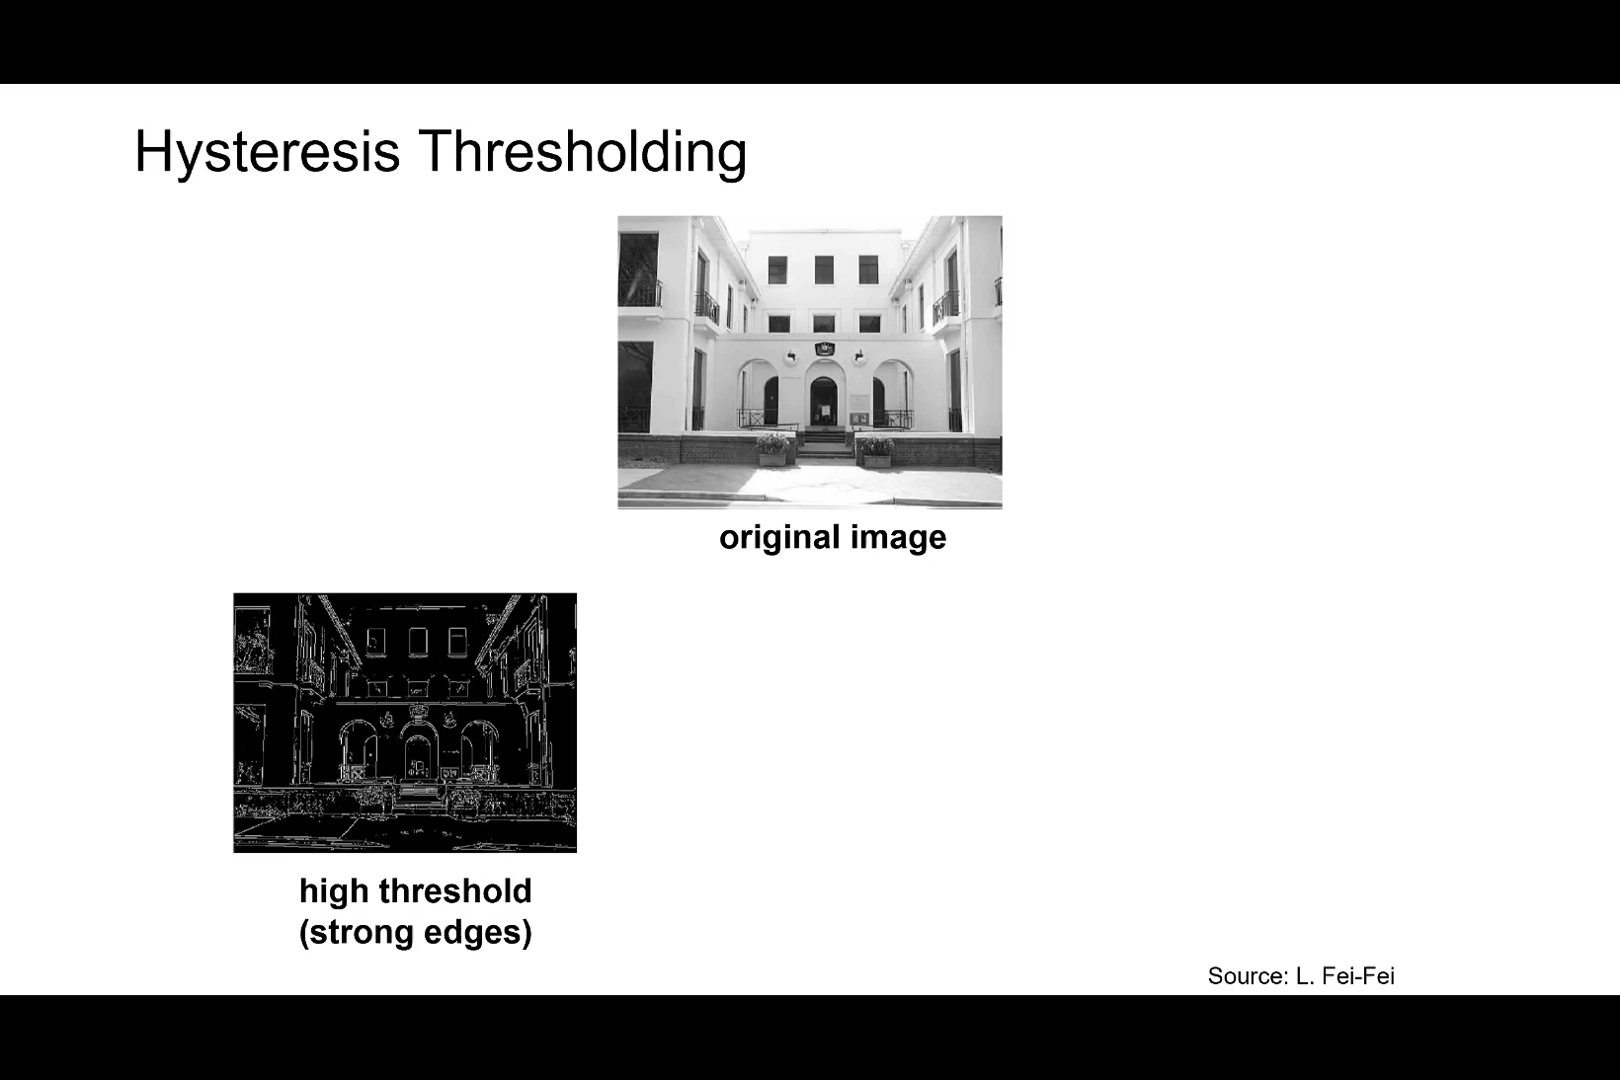 Hysteresis Thresholding
original image
high threshold
(strong edges)
Source: L. Fei-Fei